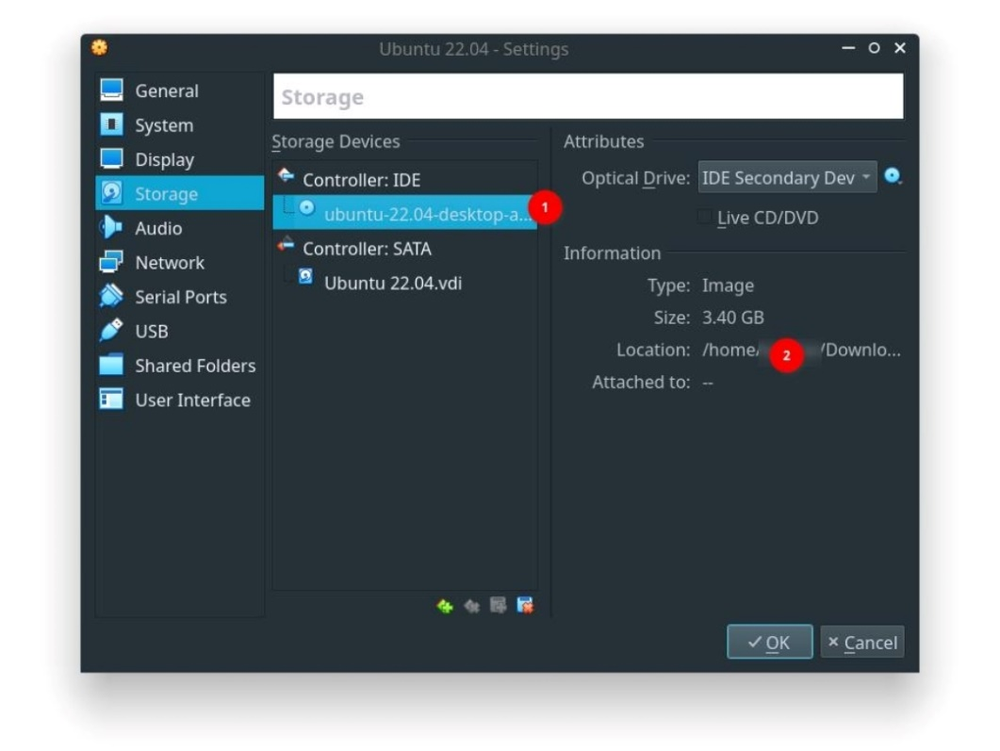 Ubuntu 22.04 - Settings
General
System
Display
Storage
Audio
Network
Serial Ports
USB
Shared Folders
User Interface
Storage
Storage Devices
Controller: IDE
ubuntu-22.04-desktop-a...
1
Controller: SATA
Ubuntu 22.04.vdi
Attributes
Optical Drive: IDE Secondary Dev
Live CD/DVD
Information
Type: Image
Size: 3.40 GB
Location: /home/ 2 /Downlo...
Attached to: --
OK
Cancel